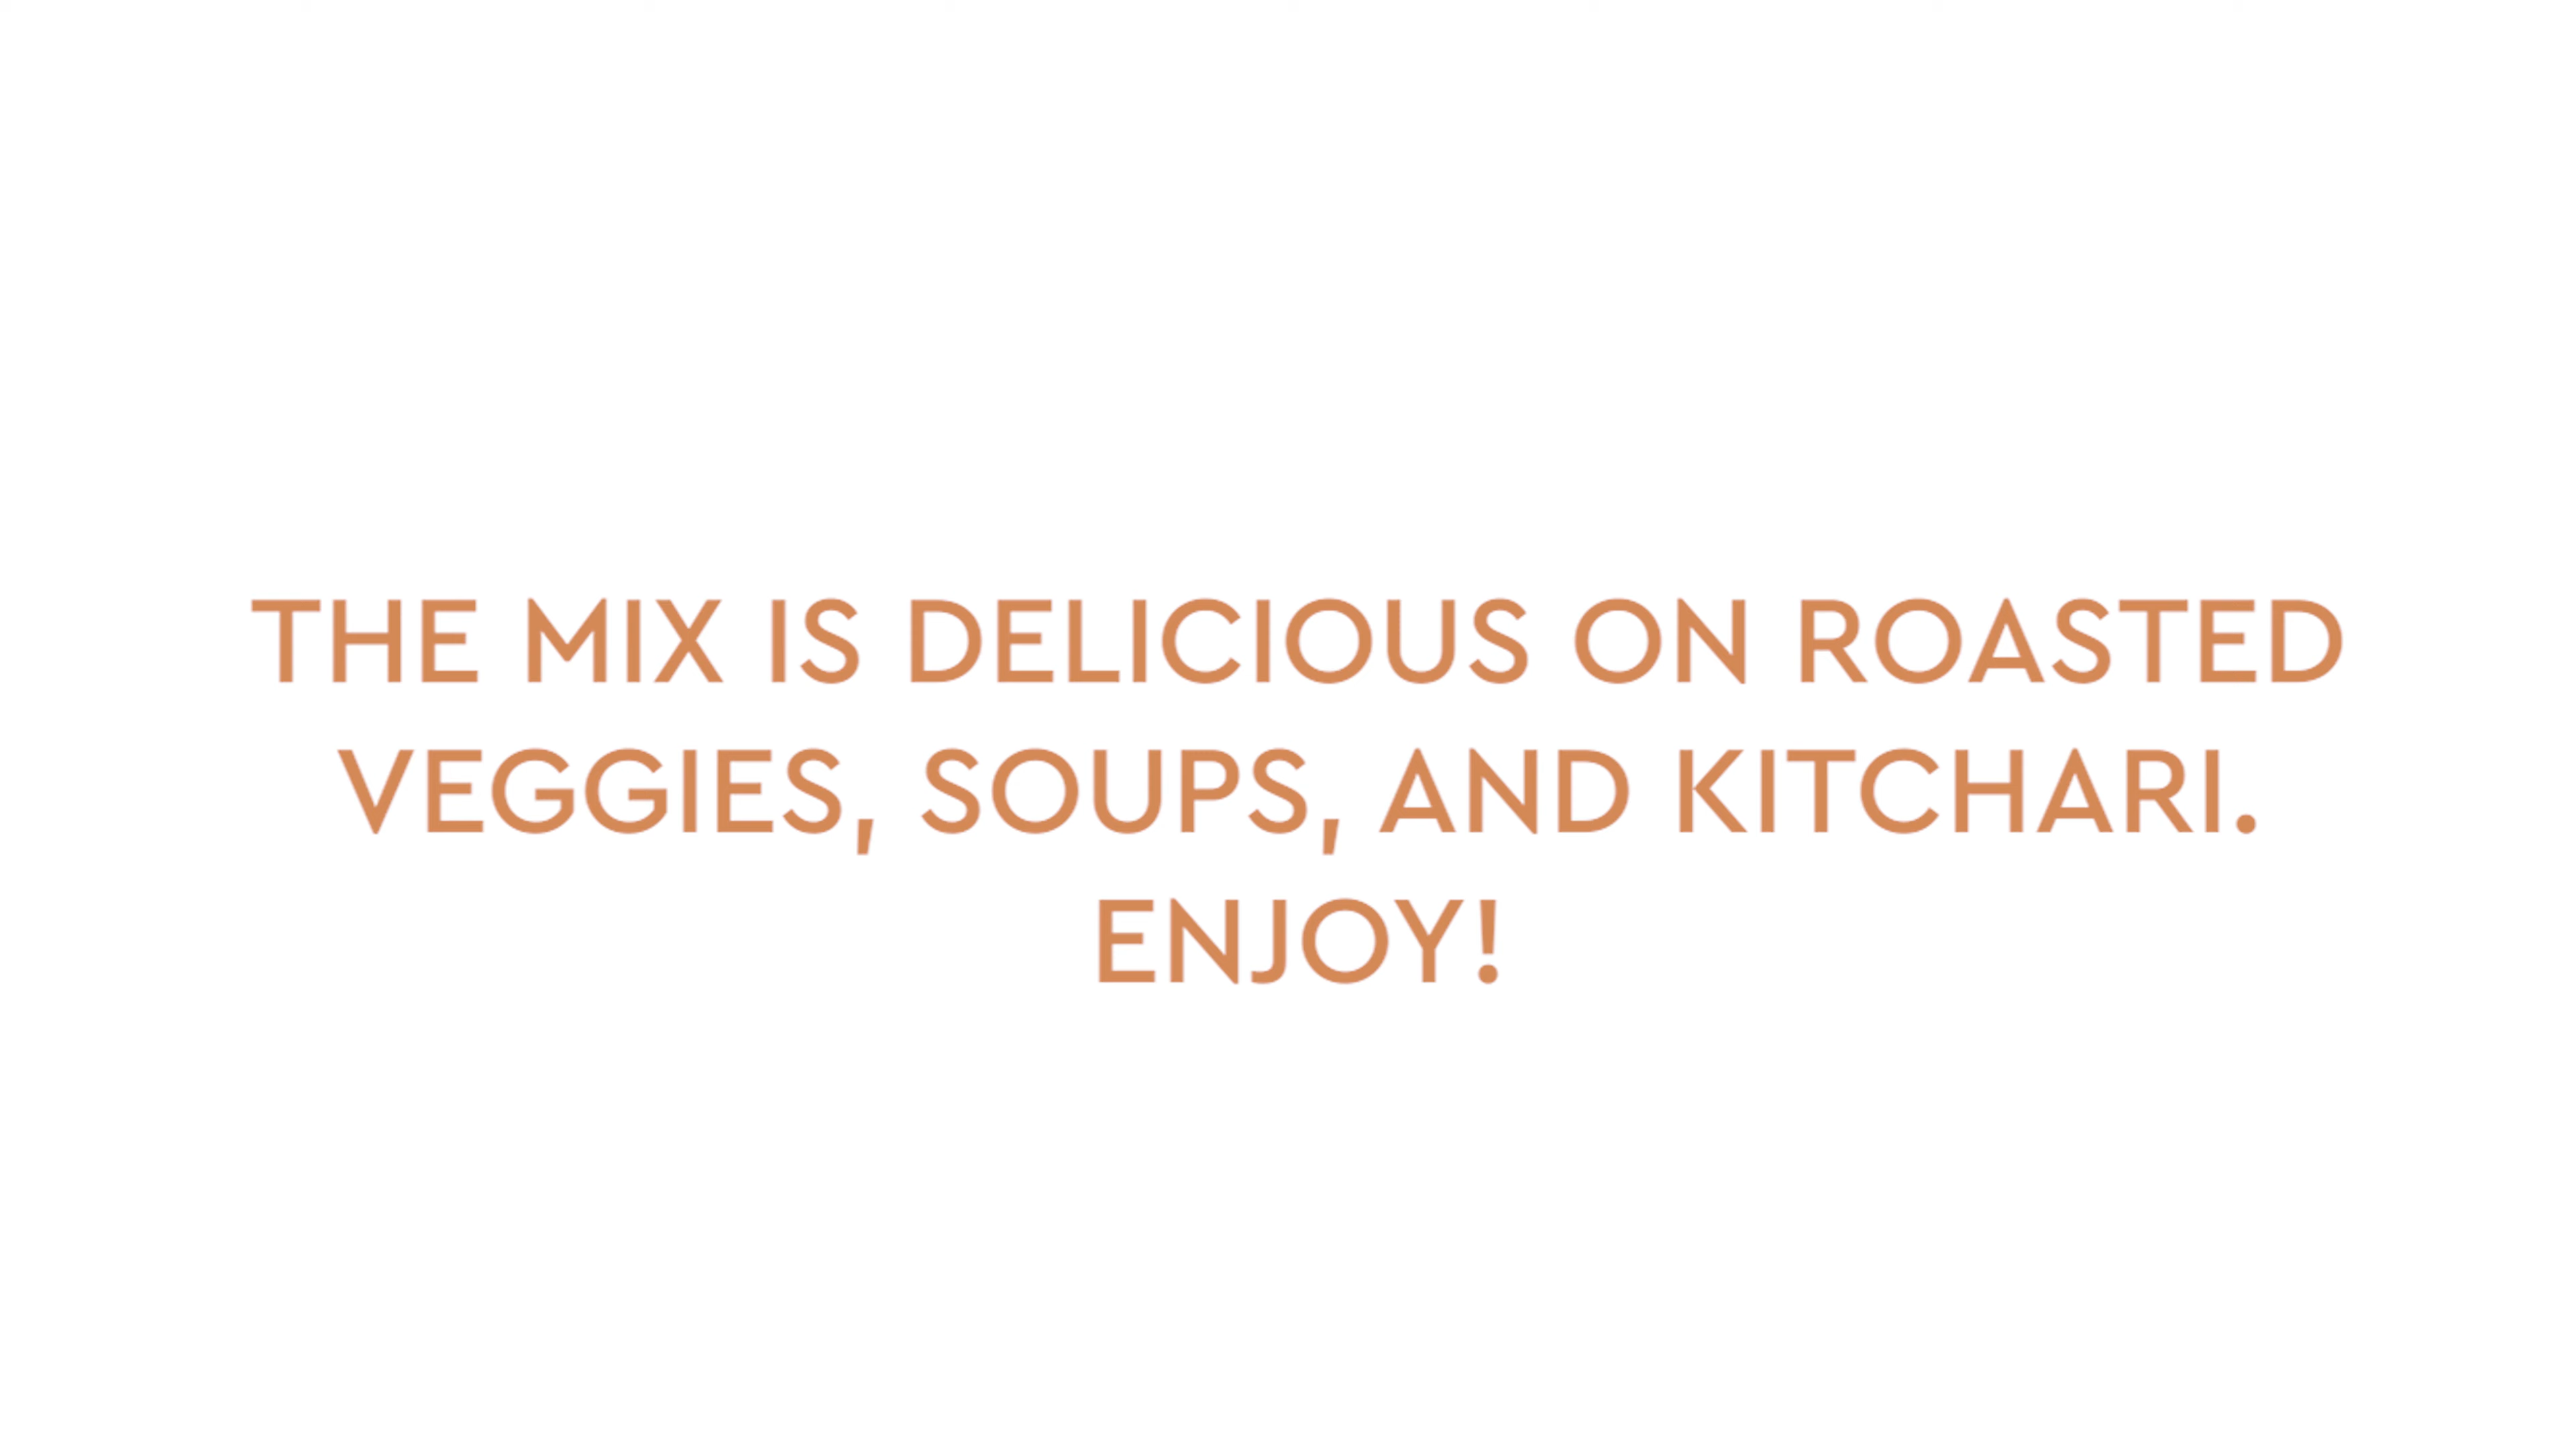 THE MIX IS DELICIOUS ON ROASTED
VEGGIES, SOUPS, AND KITCHARI.
ENJOY!